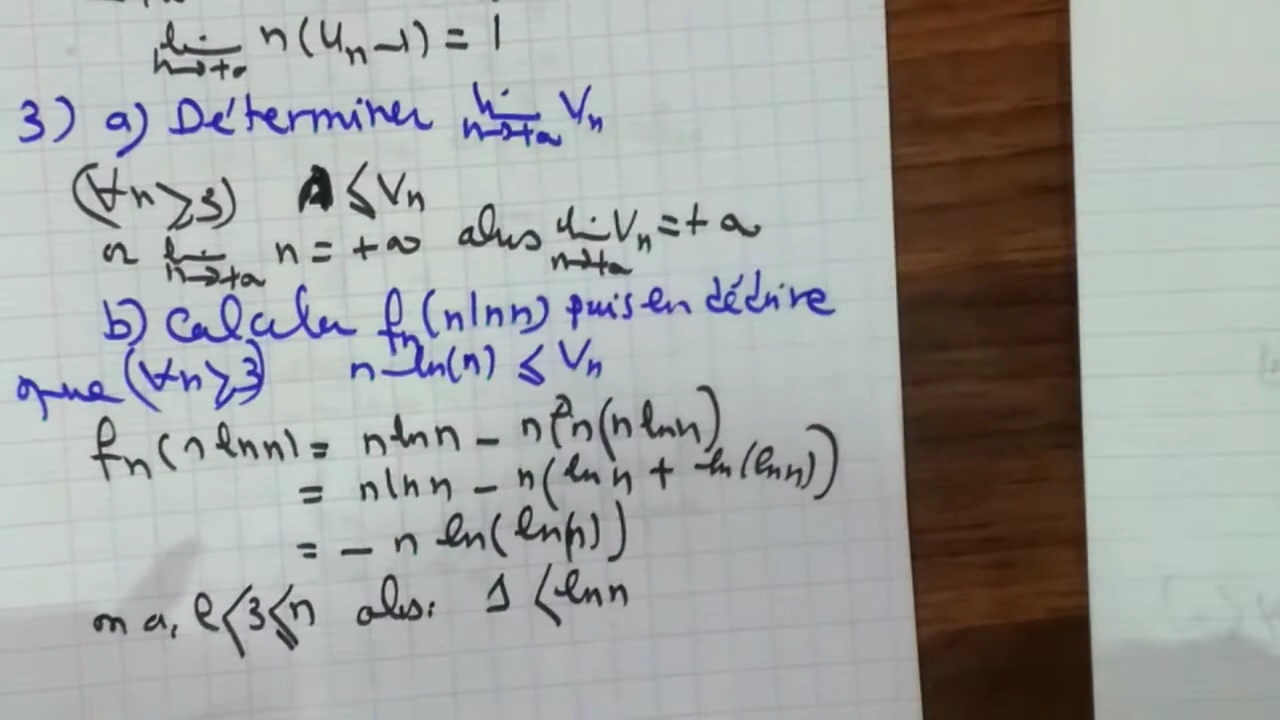 lim n(Un-1) = 1
n→+∞
3) a) Déterminer lim Vn
n→+∞
(∀n⩾3) n ⩽ Vn
or lim n = +∞ alors lim Vn = +∞
n→+∞ n→+∞
b) Calculer fn(n ln n) puis en déduire
que (∀n⩾3) n ln(n) ⩽ Vn
fn(n ln n) = n ln n - n ln(n ln n)
= n ln n - n(ln n + ln(ln n))
= - n ln(ln(n))
on a, e<3⩽n alors 1 < ln n